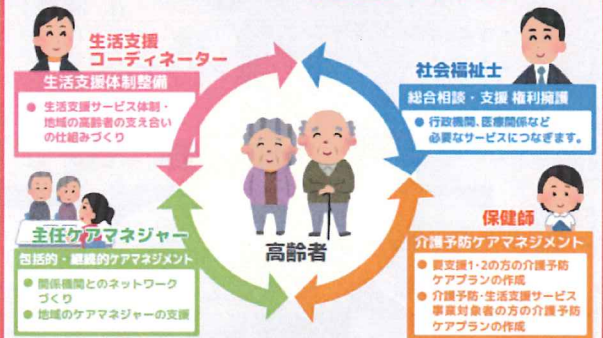 生活支援
コーディネーター
生活支援体制整備
● 生活支援サービス体制・
地域の高齢者の支え合い
の仕組みづくり
社会福祉士
総合相談・支援 権利擁護
● 行政機関、医療関係など
必要なサービスにつなぎます。
高齢者
主任ケアマネジャー
包括的・継続的ケアマネジメント
● 関係機関とのネットワーク
づくり
● 地域のケアマネジャーの支援
保健師
介護予防ケアマネジメント
● 要支援1・2の方の介護予防
ケアプランの作成
● 介護予防・生活支援サービス
事業対象者の方の介護予防
ケアプランの作成